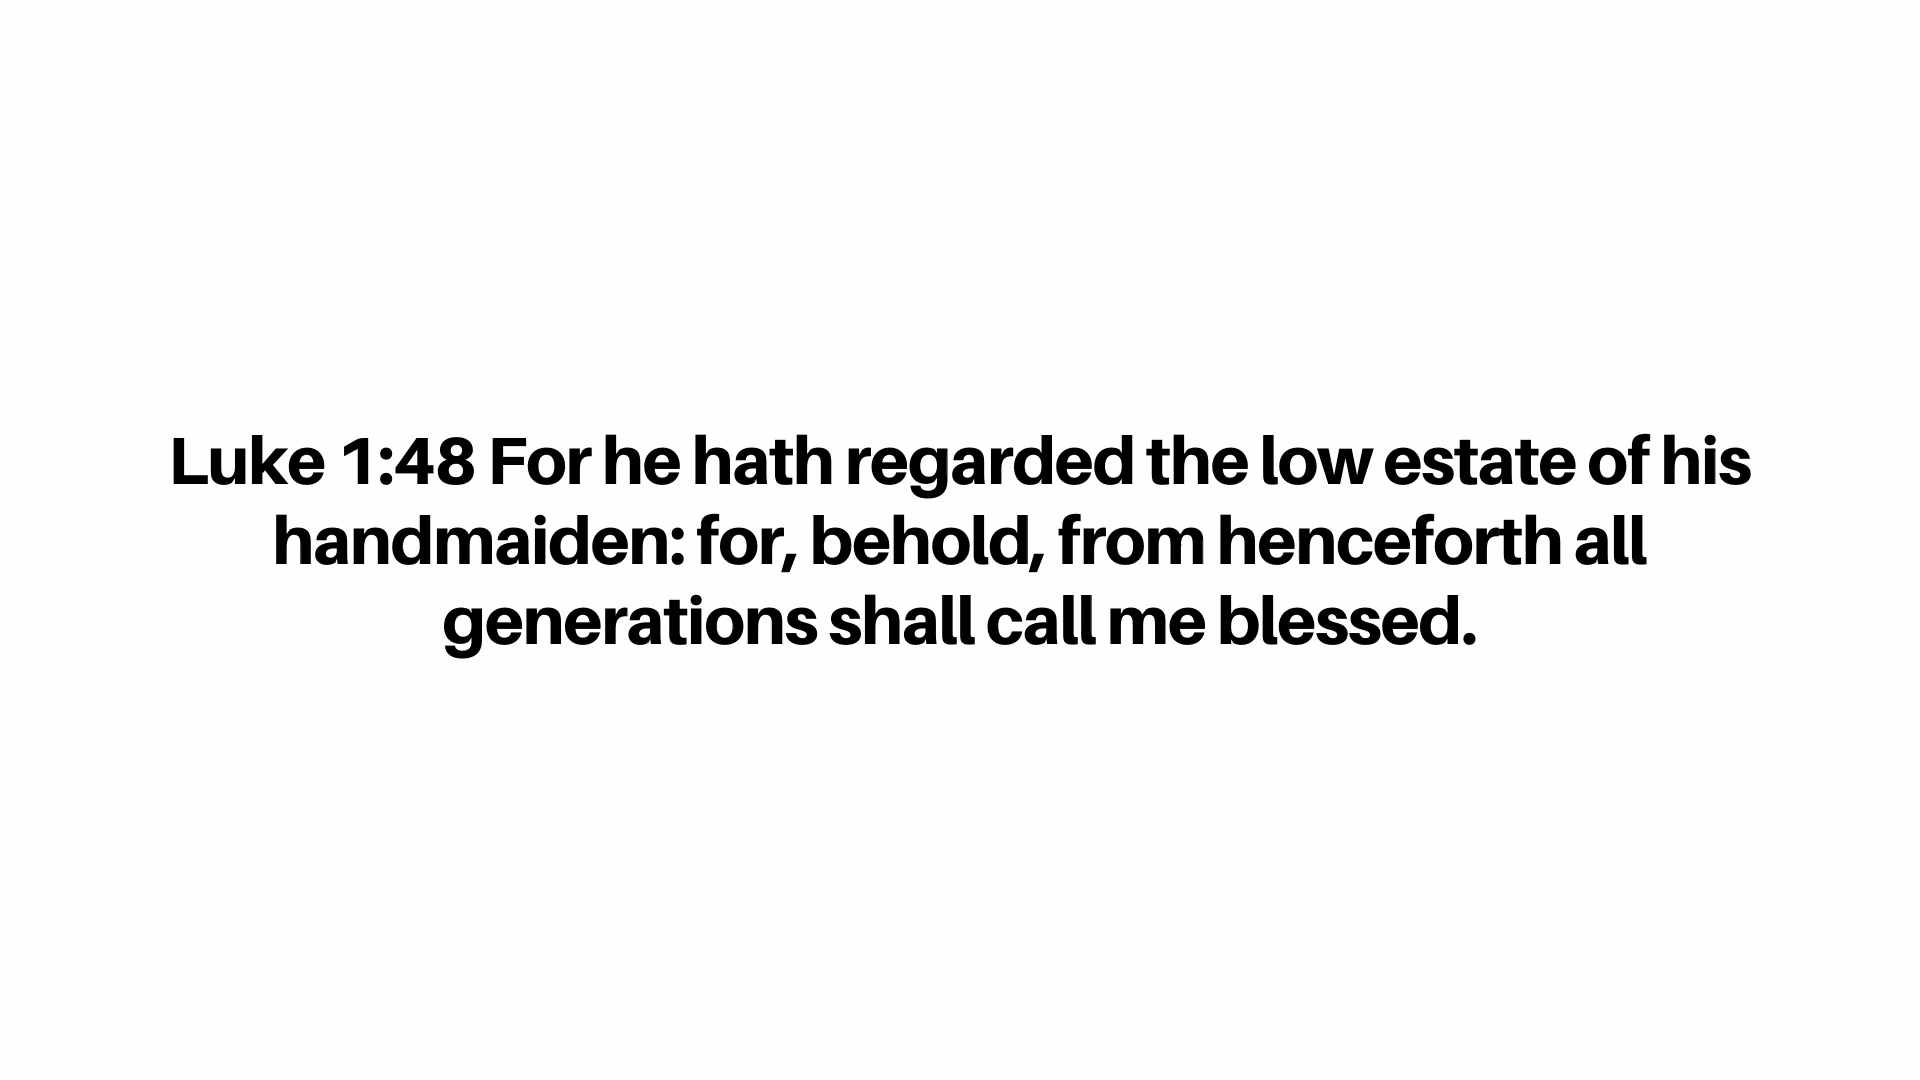 Luke 1:48 For he hath regarded the low estate of his
handmaiden: for, behold, from henceforth all
generations shall call me blessed.